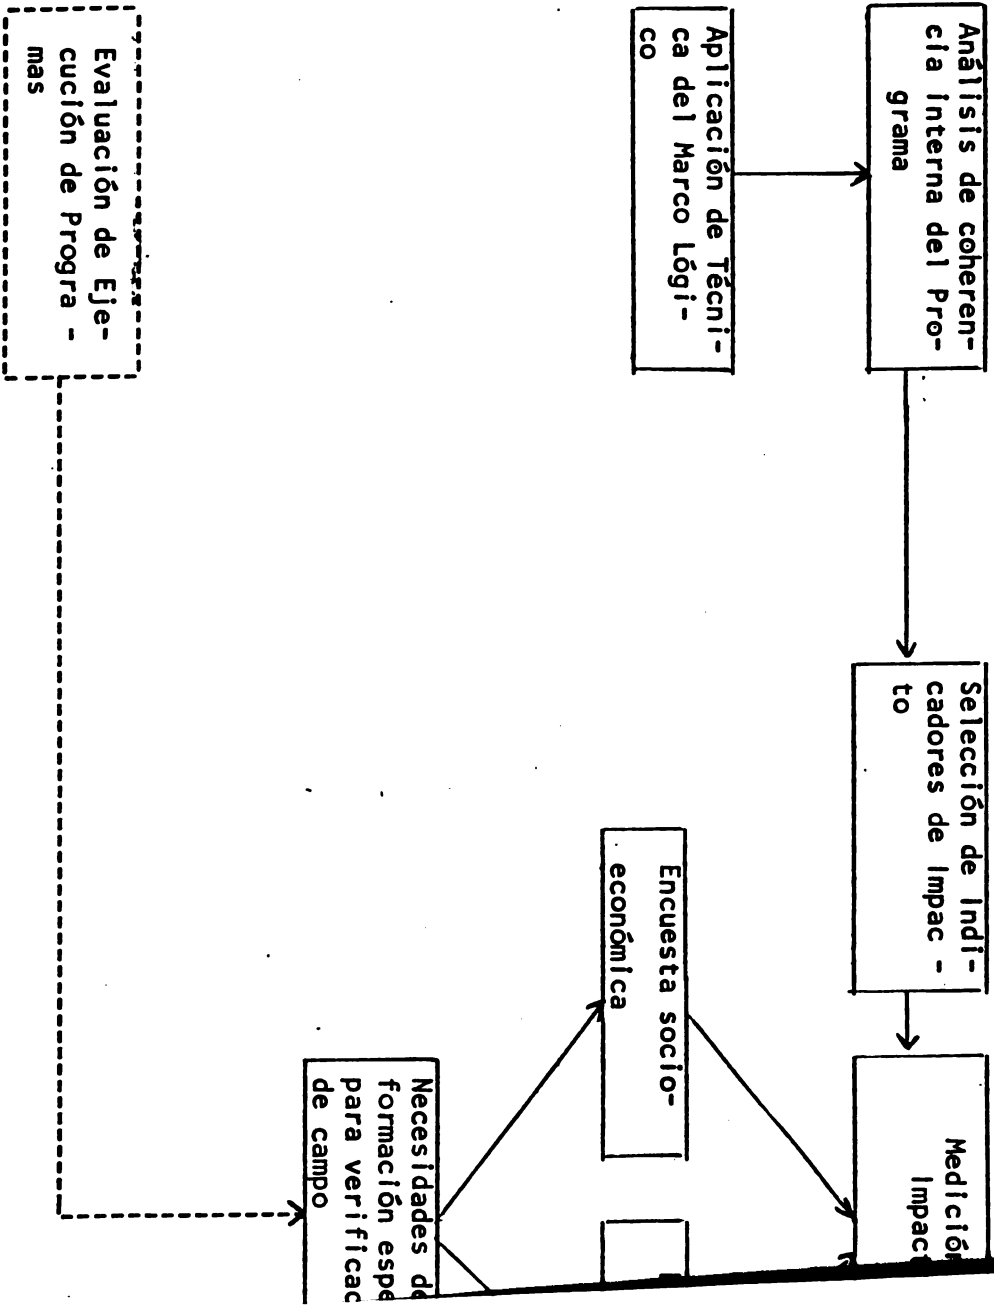 Análisis de coheren-
cia interna del Pro-
grama
Selección de Indi-
cadores de Impac -
to
Medición
Impac
Aplicación de Técni-
ca del Marco Lógi-
co
Encuesta socio-
económica
Necesidades de
formación espe
para verificac
de campo
Evaluación de Eje-
cución de Progra -
mas